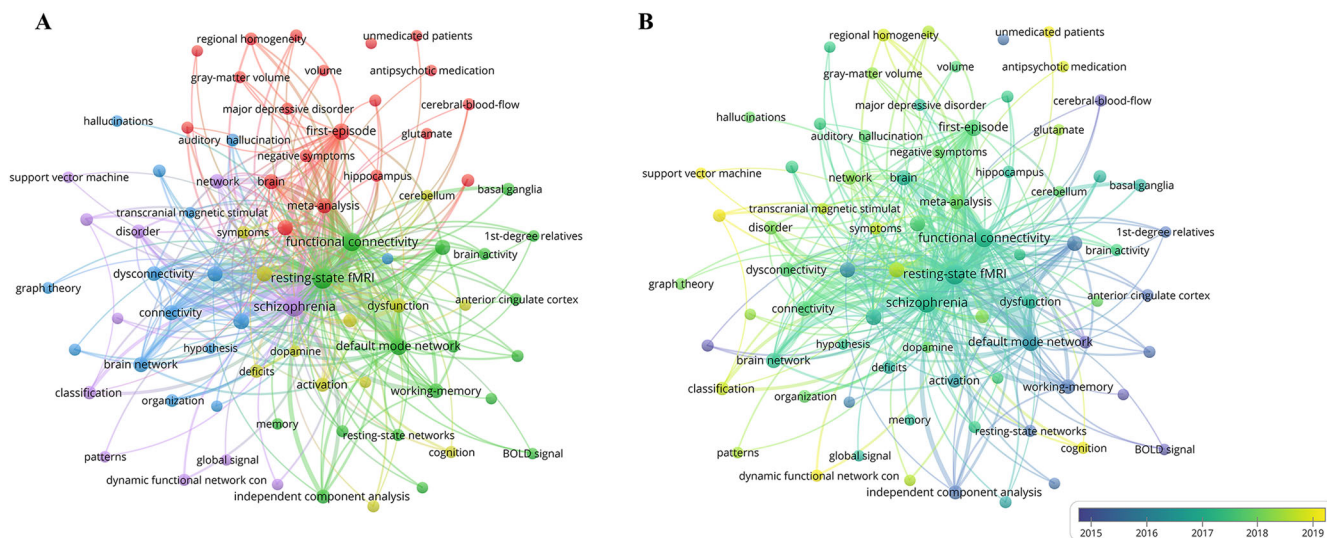 A
regional homogeneity
unmedicated patients
gray-matter volume
volume
antipsychotic medication
major depressive disorder
cerebral-blood-flow
hallucinations
first-episode
auditory hallucination
glutamate
negative symptoms
support vector machine
network
brain
hippocampus
cerebellum
basal ganglia
transcranial magnetic stimulat
meta-analysis
disorder
symptoms
functional connectivity
1st-degree relatives
brain activity
dysconnectivity
resting-state fMRI
graph theory
connectivity
schizophrenia
dysfunction
anterior cingulate cortex
hypothesis
dopamine
default mode network
brain network
deficits
classification
activation
working-memory
organization
memory
resting-state networks
patterns
global signal
cognition
BOLD signal
dynamic functional network con
independent component analysis
B
regional homogeneity
unmedicated patients
gray-matter volume
volume
antipsychotic medication
major depressive disorder
cerebral-blood-flow
hallucinations
first-episode
auditory hallucination
glutamate
negative symptoms
support vector machine
network
brain
hippocampus
cerebellum
basal ganglia
transcranial magnetic stimulat
meta-analysis
disorder
symptoms
functional connectivity
1st-degree relatives
brain activity
dysconnectivity
resting-state fMRI
graph theory
connectivity
schizophrenia
dysfunction
anterior cingulate cortex
hypothesis
dopamine
default mode network
brain network
deficits
classification
activation
working-memory
organization
memory
resting-state networks
patterns
global signal
cognition
BOLD signal
dynamic functional network con
independent component analysis
2015 2016 2017 2018 2019